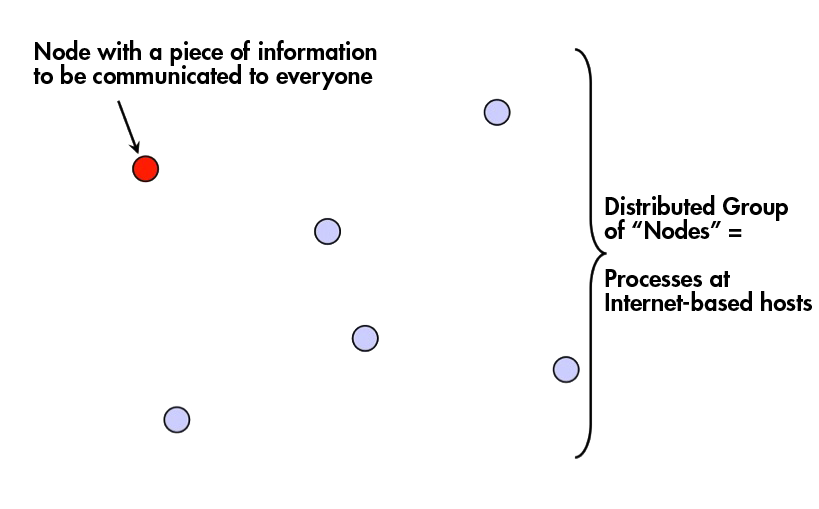 Node with a piece of information
to be communicated to everyone
Distributed Group
of “Nodes” =
Processes at
Internet-based hosts